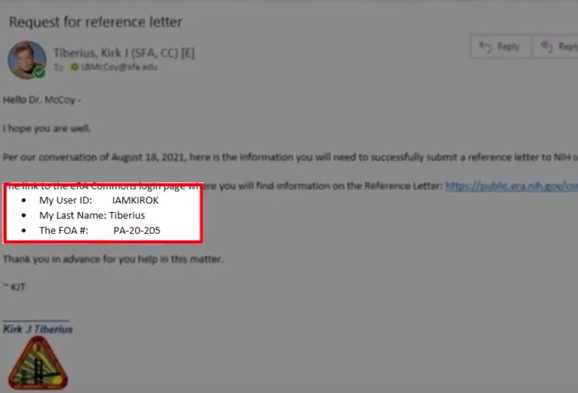 Request for reference letter
Tiberius, Kirk J (SFA, CC) [E]
To: LBMcCoy@sfa.edu
Reply
Hello Dr. McCoy -
I hope you are well.
Per our conversation of August 18, 2021, here is the information you will need to successfully submit a reference letter to NIH
The link to the eRA Commons login page where you will find information on the Reference Letter: https://public.era.nih.gov/
• My User ID: IAMKIROK
• My Last Name: Tiberius
• The FOA #: PA-20-205
Thank you in advance for you help in this matter.
~ KJT
Kirk J Tiberius